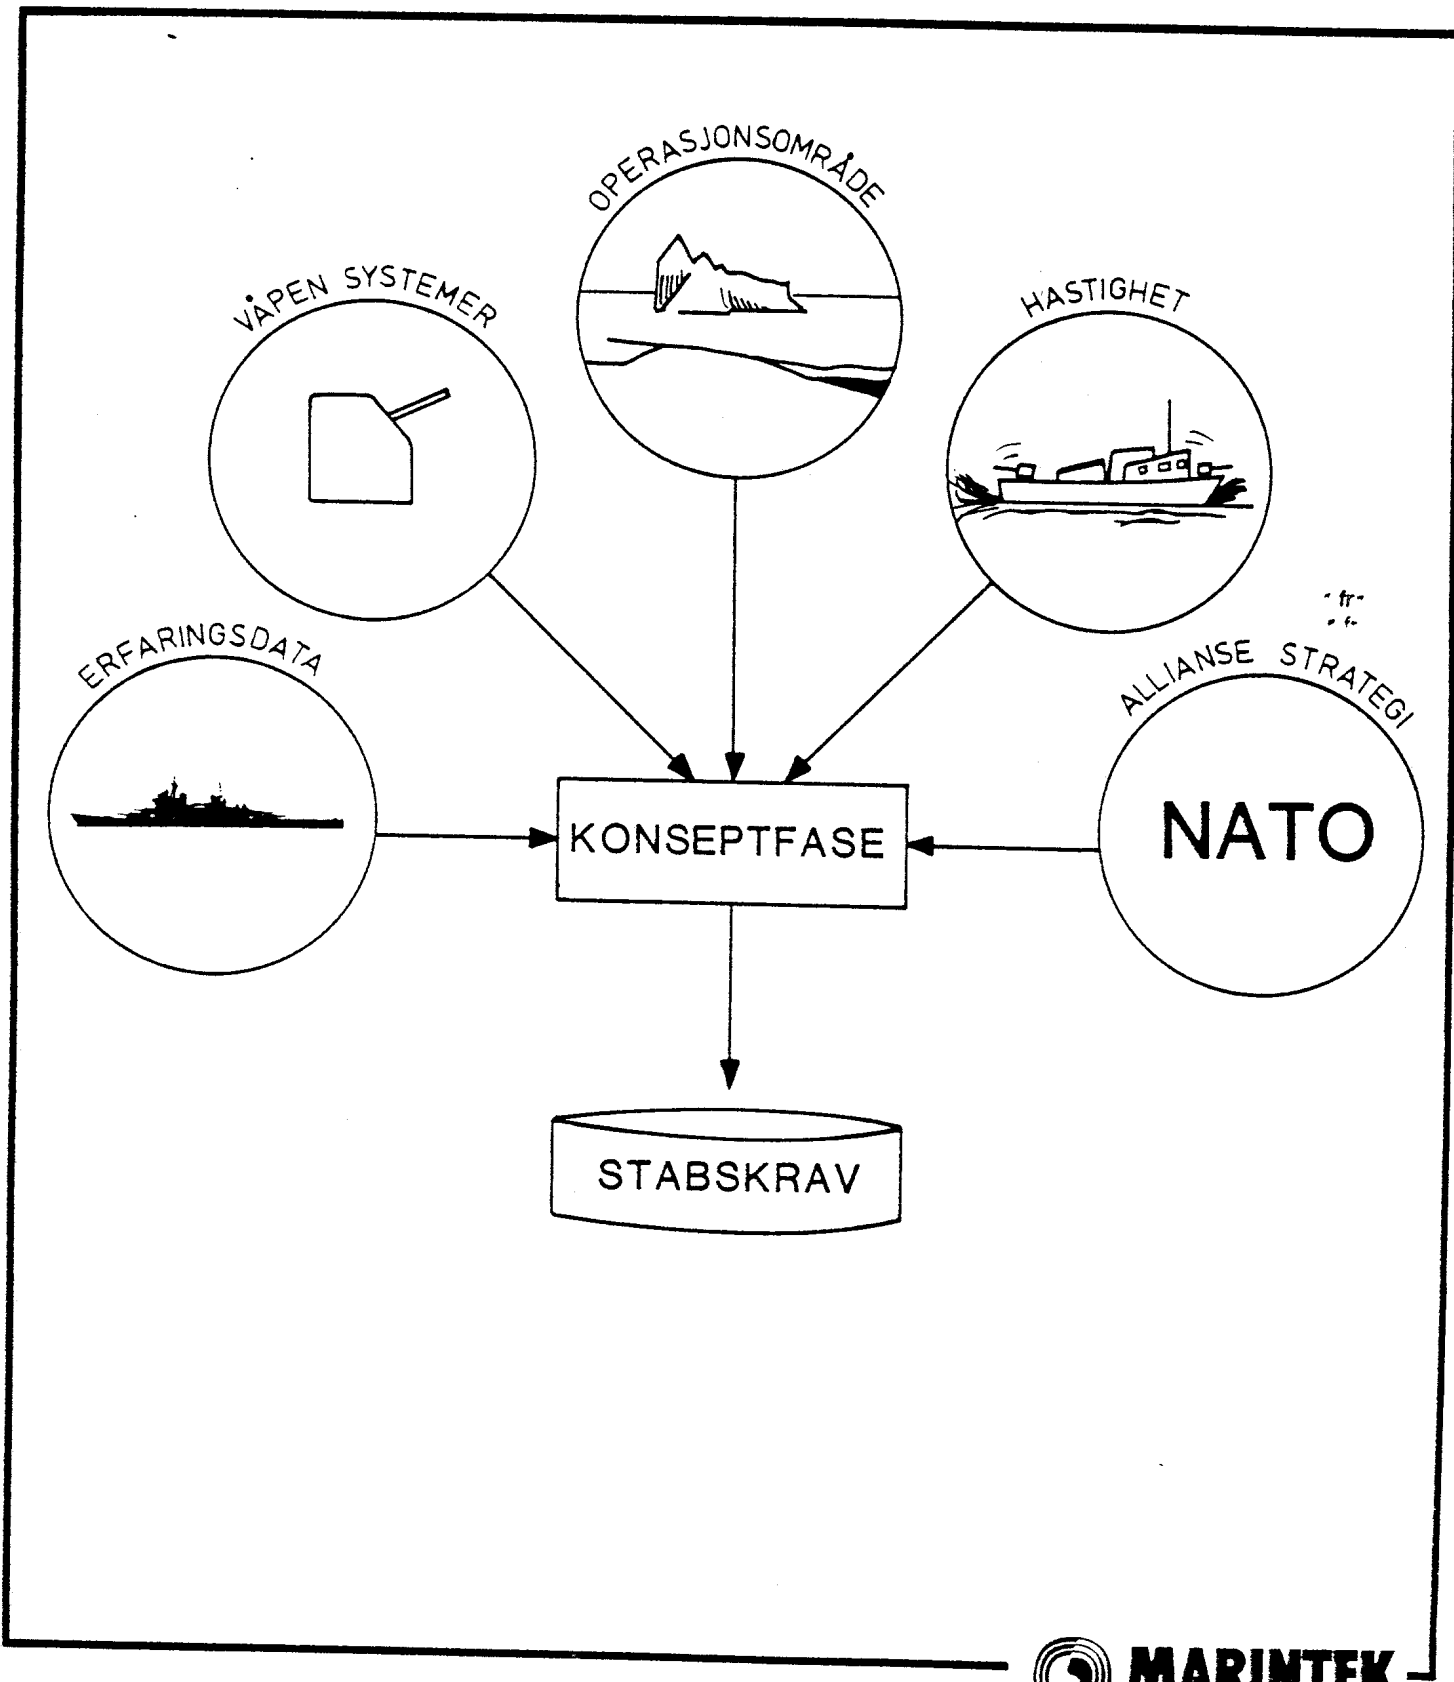 OPERASJONSOMRÅDE
VÅPEN SYSTEMER
HASTIGHET
ERFARINGSDATA
ALLIANSE STRATEGI
NATO
KONSEPTFASE
STABSKRAV
MARINTEK